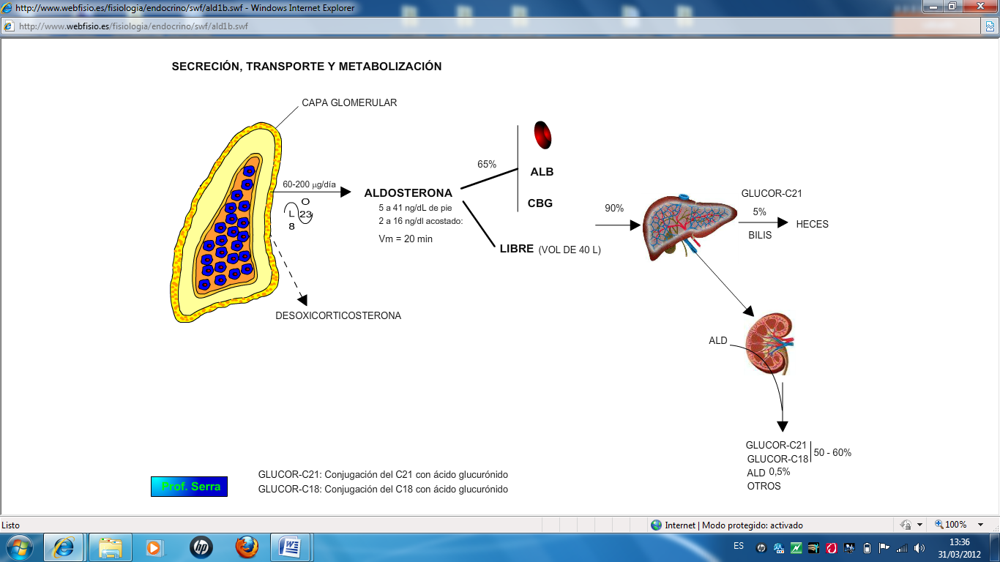 http://www.webfisio.es/fisiologia/endocrino/swf/ald1b.swf - Windows Internet Explorer
http://www.webfisio.es/fisiologia/endocrino/swf/ald1b.swf
SECRECIÓN, TRANSPORTE Y METABOLIZACIÓN
CAPA GLOMERULAR
60-200 µg/día
O
L 23
8
DESOXICORTICOSTERONA
ALDOSTERONA
5 a 41 ng/dL de pie
2 a 16 ng/dl acostado:
Vm = 20 min
65%
ALB
CBG
LIBRE (VOL DE 40 L)
90%
GLUCOR-C21
5%
BILIS
HECES
ALD
GLUCOR-C21
GLUCOR-C18
50 - 60%
ALD 0,5%
OTROS
Prof. Serra
GLUCOR-C21: Conjugación del C21 con ácido glucurónido
GLUCOR-C18: Conjugación del C18 con ácido glucurónido
Listo
Internet | Modo protegido: activado
100%
hp
W
ES
13:36
31/03/2012